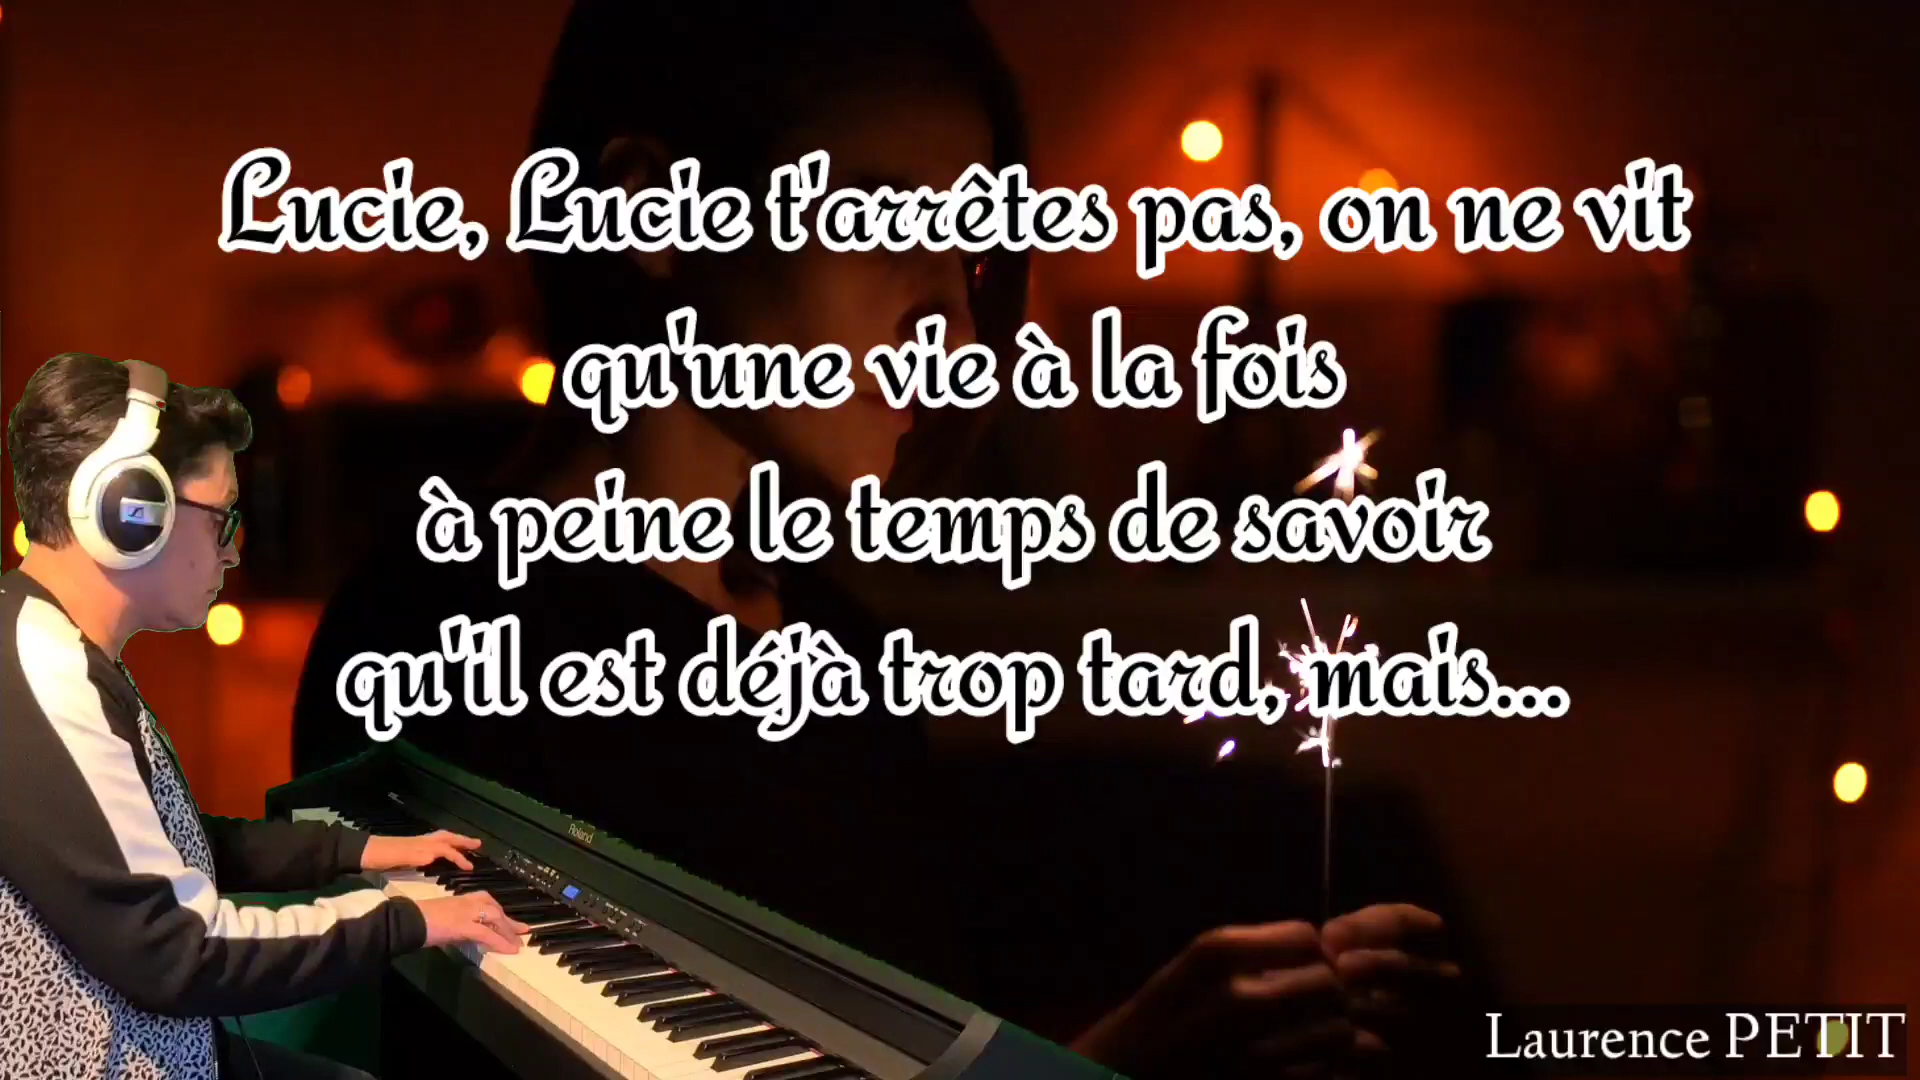 Lucie, Lucie t'arrêtes pas, on ne vit
qu'une vie à la fois
à peine le temps de savoir
qu'il est déjà trop tard, mais...
Roland
Laurence PETIT